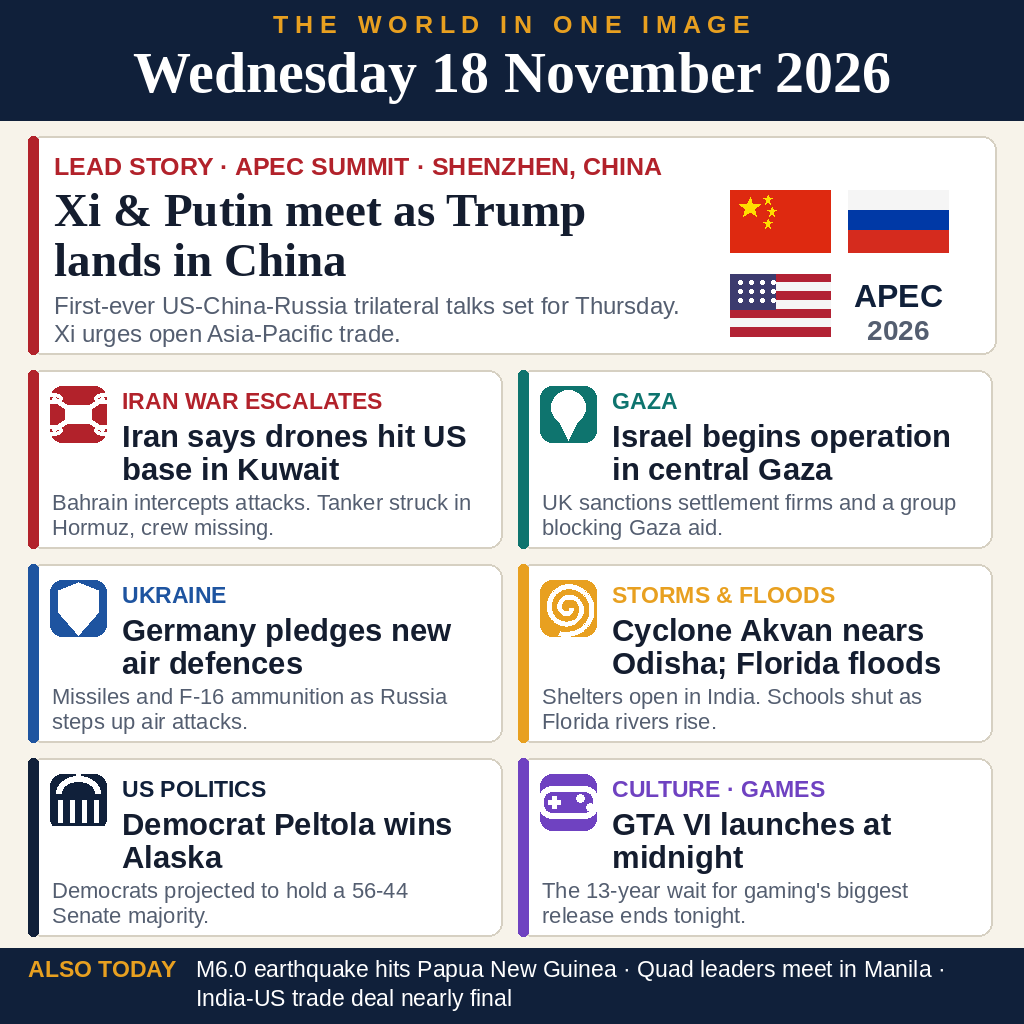 THE WORLD IN ONE IMAGE
Wednesday 18 November 2026
LEAD STORY · APEC SUMMIT · SHENZHEN, CHINA
Xi & Putin meet as Trump
lands in China
First-ever US-China-Russia trilateral talks set for Thursday.
Xi urges open Asia-Pacific trade.
APEC
2026
IRAN WAR ESCALATES
Iran says drones hit US
base in Kuwait
Bahrain intercepts attacks. Tanker struck in
Hormuz, crew missing.
GAZA
Israel begins operation
in central Gaza
UK sanctions settlement firms and a group
blocking Gaza aid.
UKRAINE
Germany pledges new
air defences
Missiles and F-16 ammunition as Russia
steps up air attacks.
STORMS & FLOODS
Cyclone Akvan nears
Odisha; Florida floods
Shelters open in India. Schools shut as
Florida rivers rise.
US POLITICS
Democrat Peltola wins
Alaska
Democrats projected to hold a 56-44
Senate majority.
CULTURE · GAMES
GTA VI launches at
midnight
The 13-year wait for gaming's biggest
release ends tonight.
ALSO TODAY M6.0 earthquake hits Papua New Guinea · Quad leaders meet in Manila ·
India-US trade deal nearly final